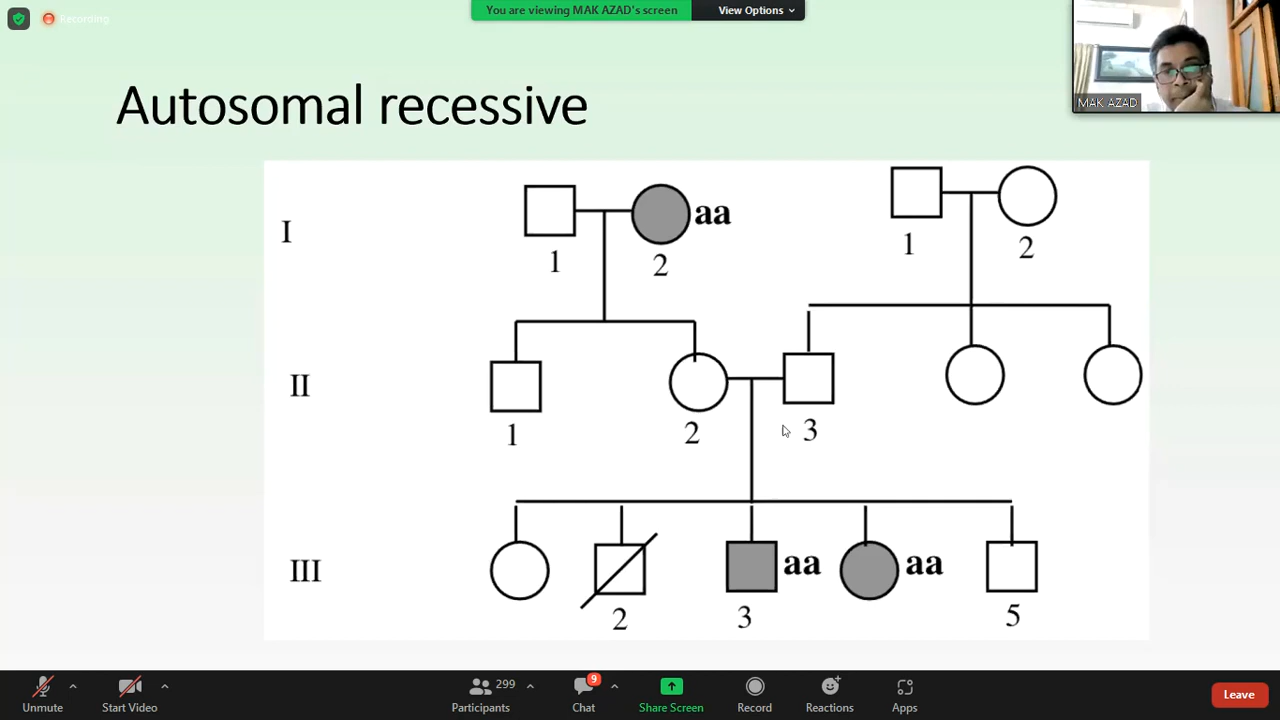 Recording
You are viewing MAK AZAD's screen
View Options
MAK AZAD
Autosomal recessive
I
aa
1
2
1
2
II
1
2
3
III
aa
aa
2
3
5
Unmute
Start Video
299
Participants
9
Chat
Share Screen
Record
Reactions
Apps
Leave